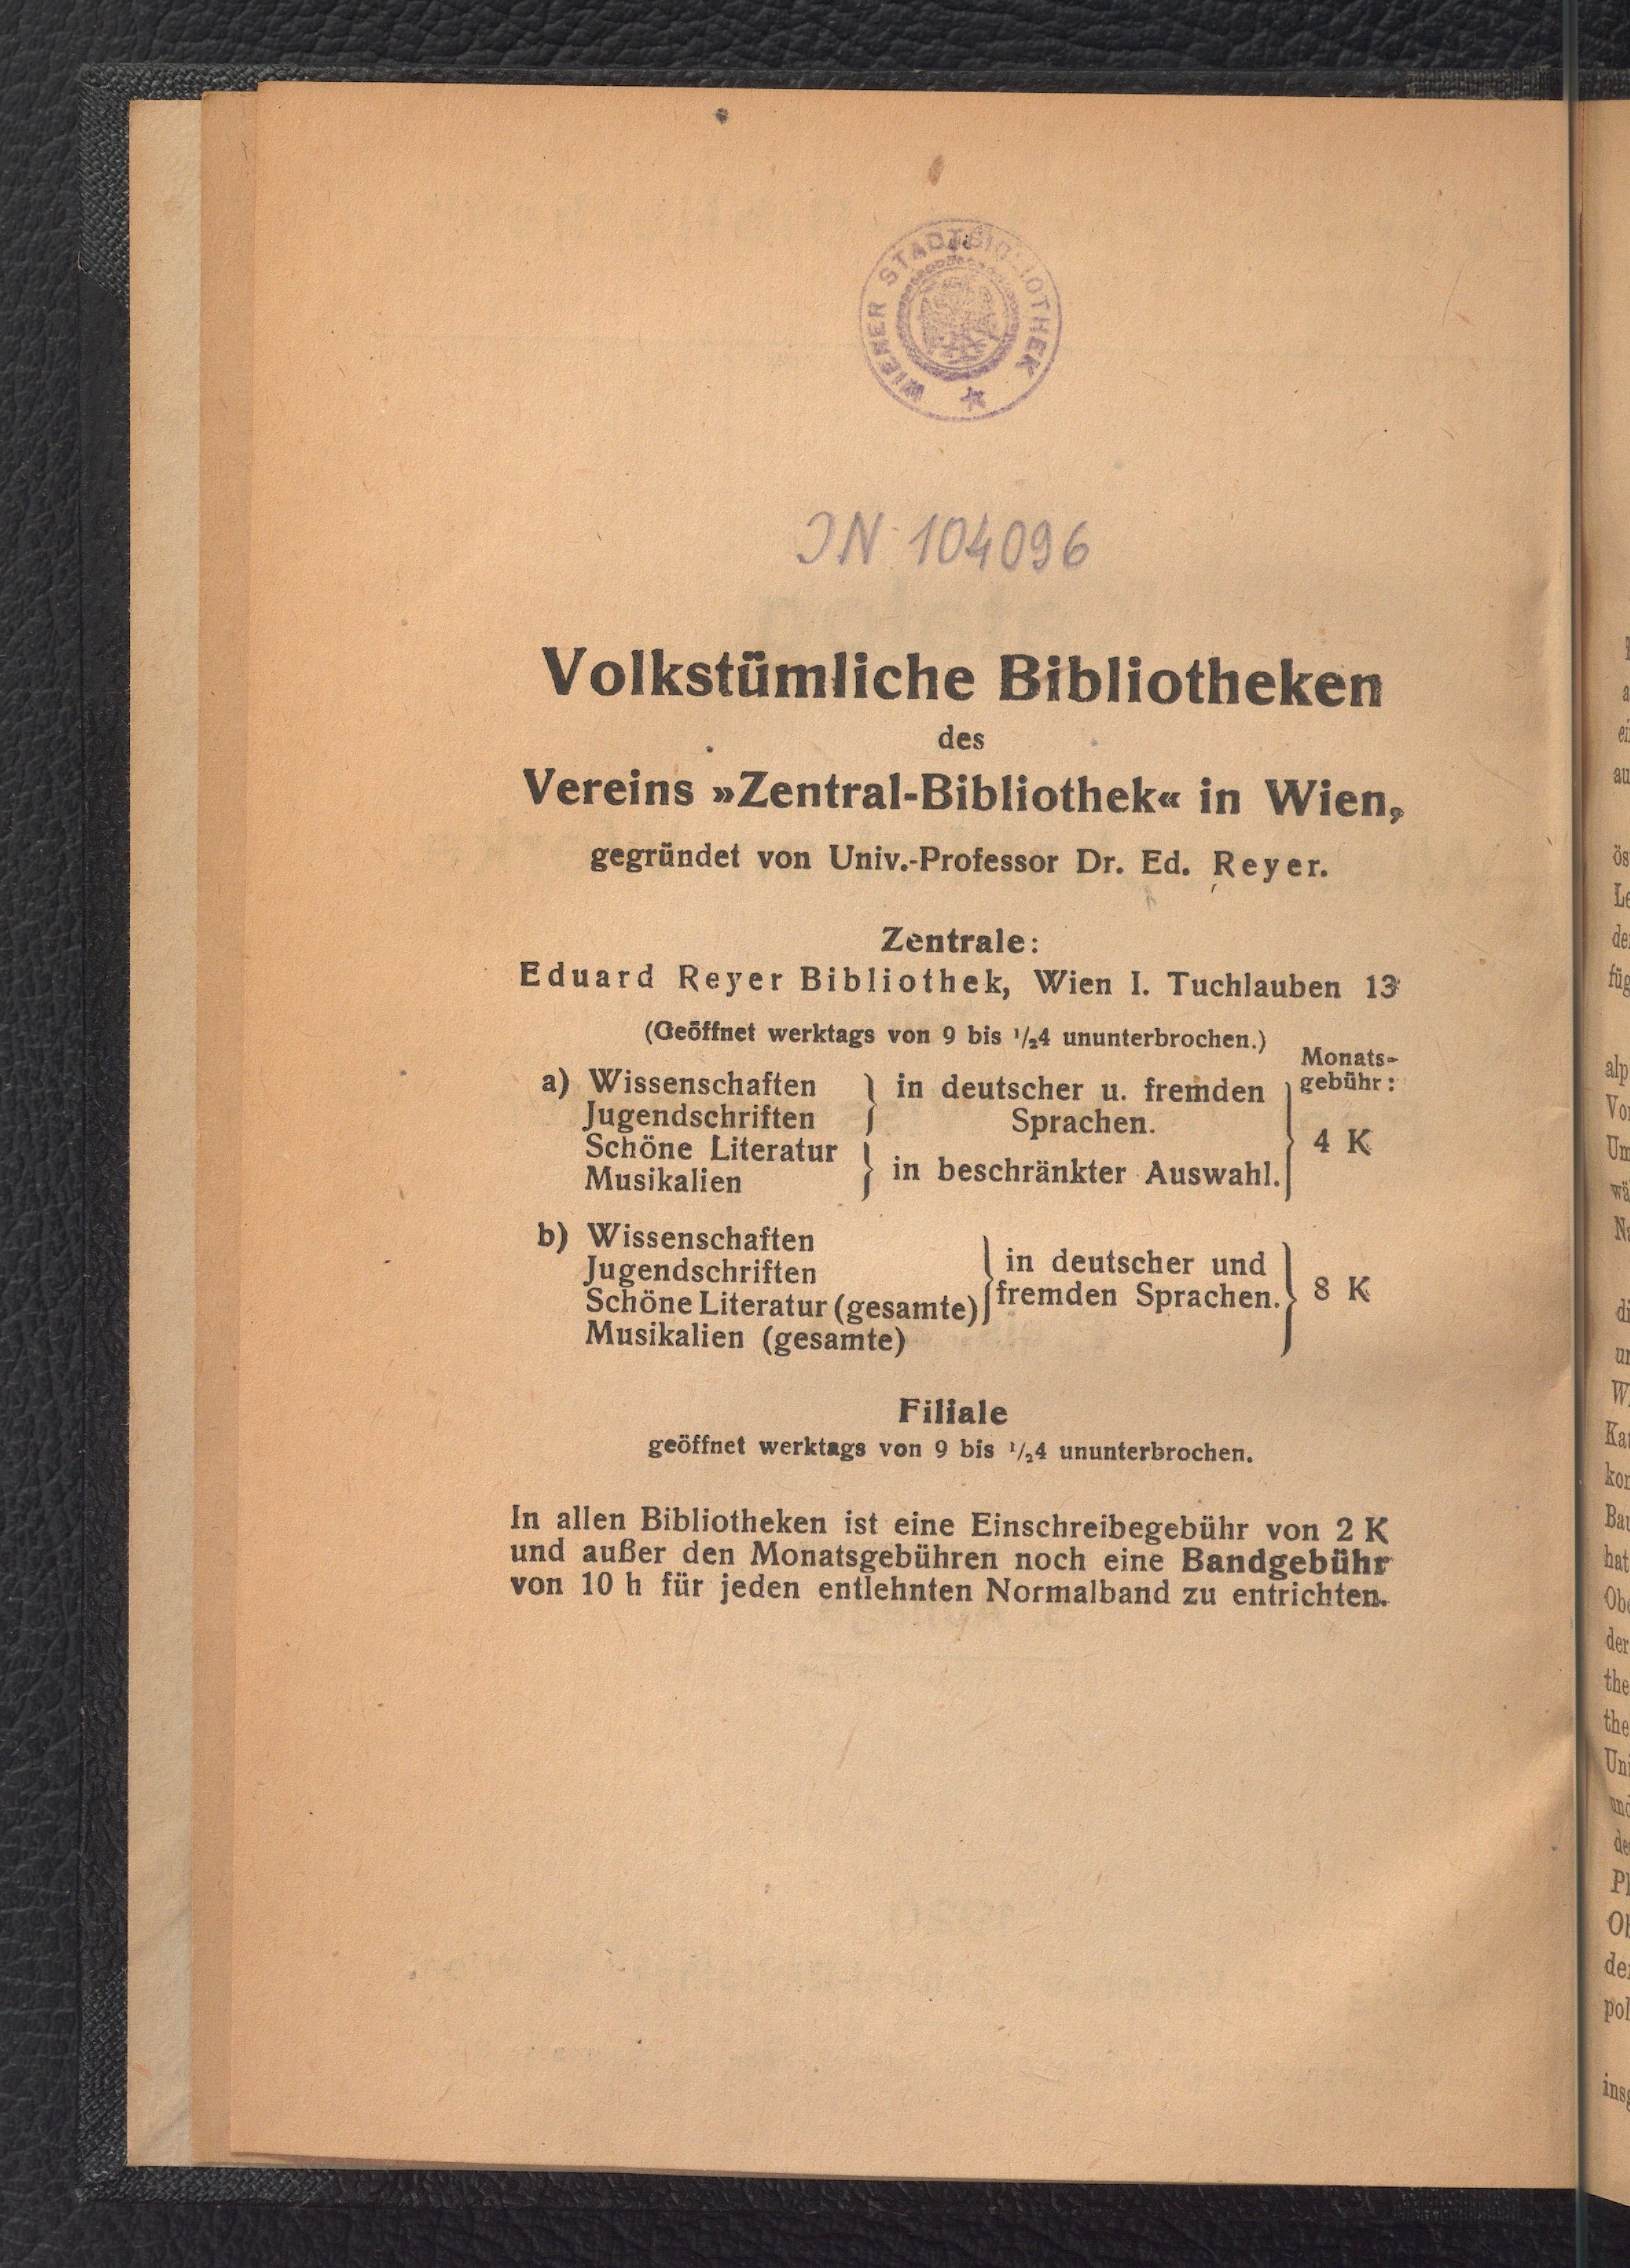 WIENER STADTBIBLIOTHEK
JN 104096
Volkstümliche Bibliotheken
des
Vereins »Zentral-Bibliothek« in Wien,
gegründet von Univ.-Professor Dr. Ed. Reyer.
Zentrale:
Eduard Reyer Bibliothek, Wien I. Tuchlauben 13
(Geöffnet werktags von 9 bis ½4 ununterbrochen.)
Monats-
gebühr:
a) Wissenschaften } in deutscher u. fremden
Jugendschriften } Sprachen.
4 K
Schöne Literatur
Musikalien } in beschränkter Auswahl.
b) Wissenschaften
Jugendschriften } in deutscher und
Schöne Literatur (gesamte) } fremden Sprachen. } 8 K
Musikalien (gesamte)
Filiale
geöffnet werktags von 9 bis ½4 ununterbrochen.
In allen Bibliotheken ist eine Einschreibegebühr von 2 K
und außer den Monatsgebühren noch eine Bandgebühr
von 10 h für jeden entlehnten Normalband zu entrichten.